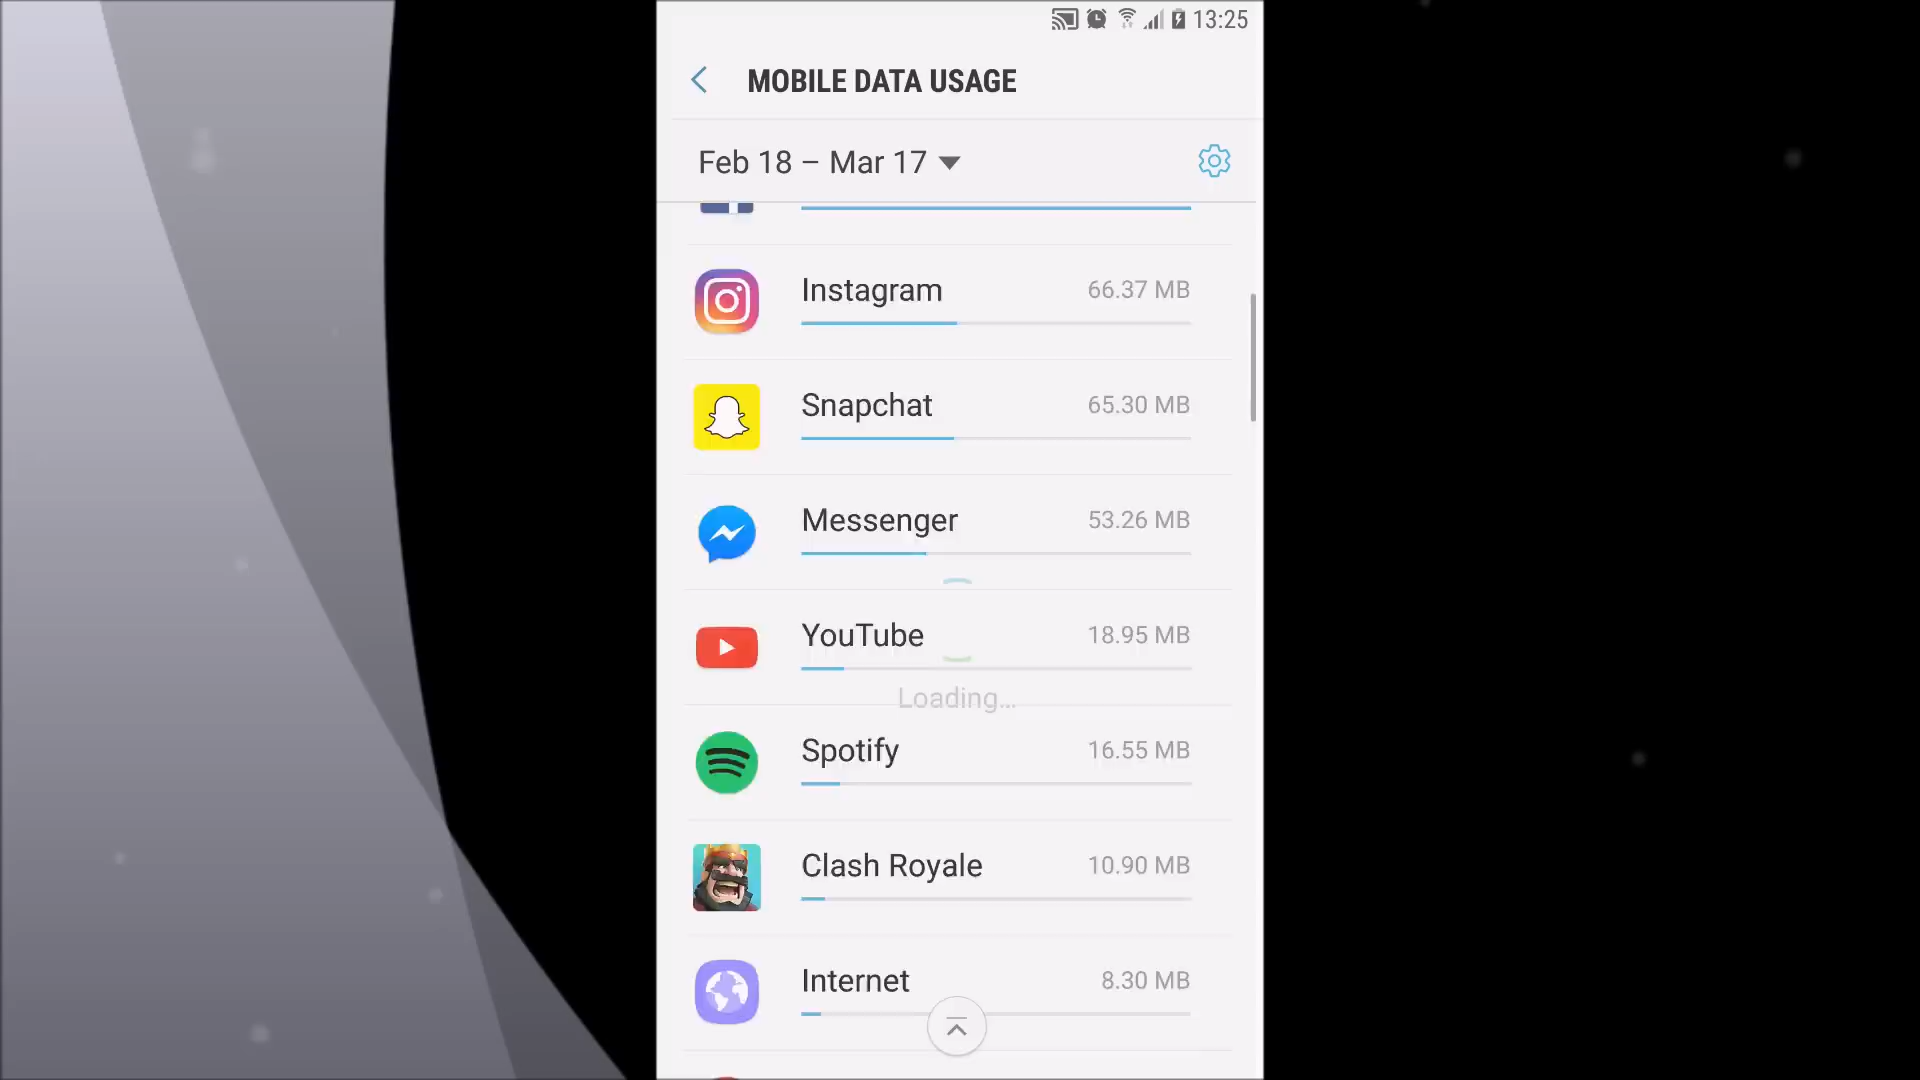 13:25
MOBILE DATA USAGE
Feb 18 – Mar 17
Instagram 66.37 MB
Snapchat 65.30 MB
Messenger 53.26 MB
YouTube 18.95 MB
Loading...
Spotify 16.55 MB
Clash Royale 10.90 MB
Internet 8.30 MB